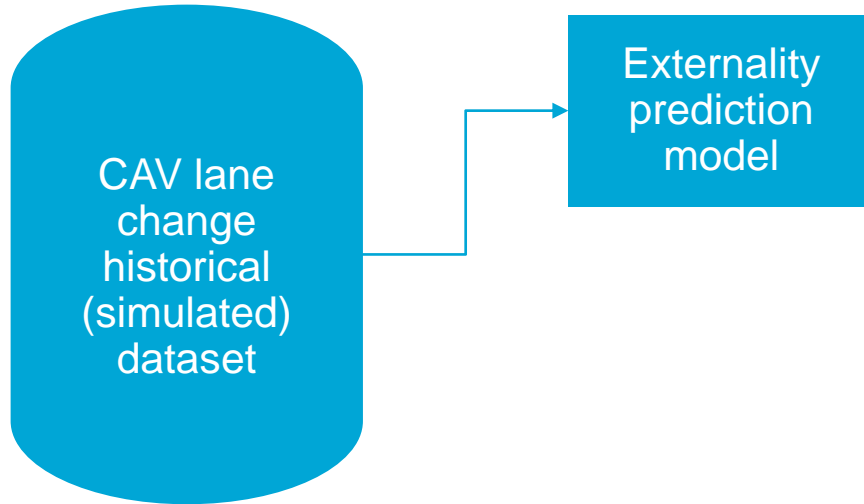 CAV lane
change
historical
(simulated)
dataset
Externality
prediction
model